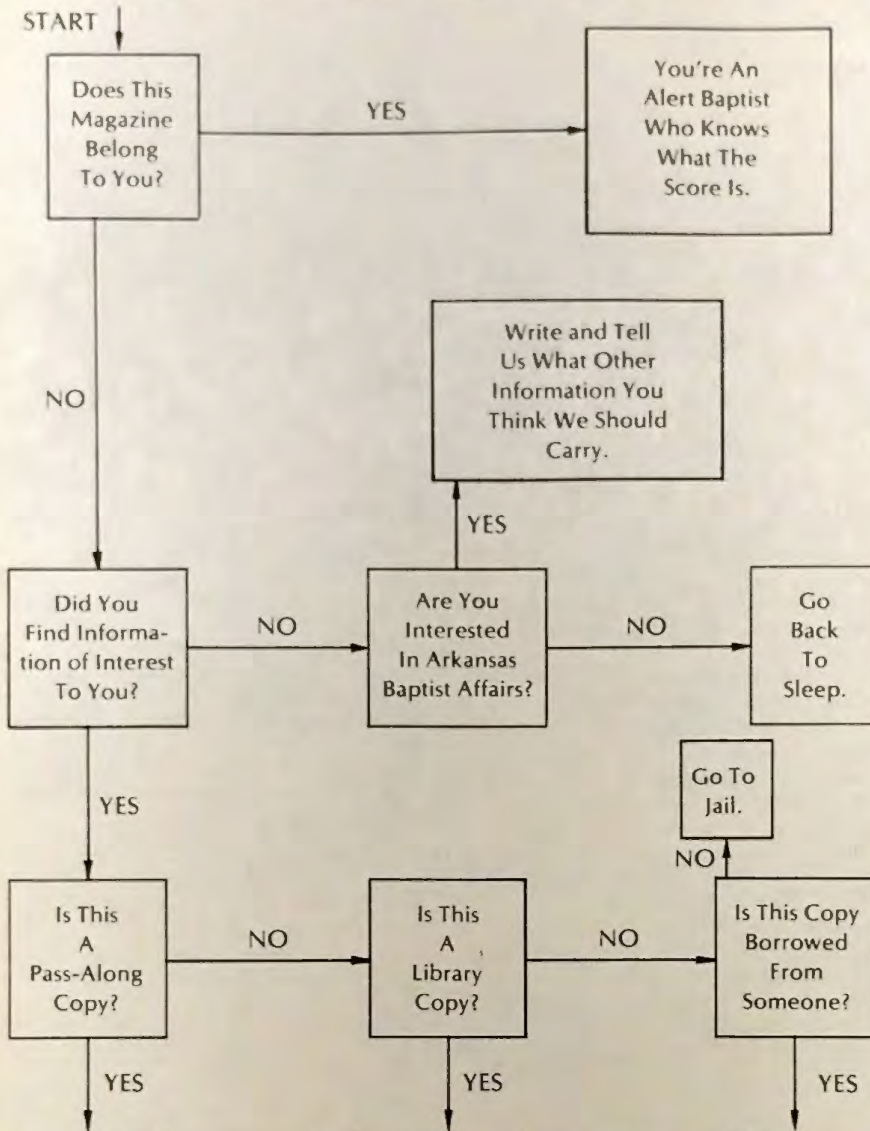 START
Does This
Magazine
Belong
To You?
YES
You're An
Alert Baptist
Who Knows
What The
Score Is.
NO
Write and Tell
Us What Other
Information You
Think We Should
Carry.
YES
Did You
Find Informa-
tion of Interest
To You?
NO
Are You
Interested
In Arkansas
Baptist Affairs?
NO
Go
Back
To
Sleep.
YES
Go To
Jail.
NO
Is This
A
Pass-Along
Copy?
NO
Is This
A
Library
Copy?
NO
Is This Copy
Borrowed
From
Someone?
YES
YES
YES